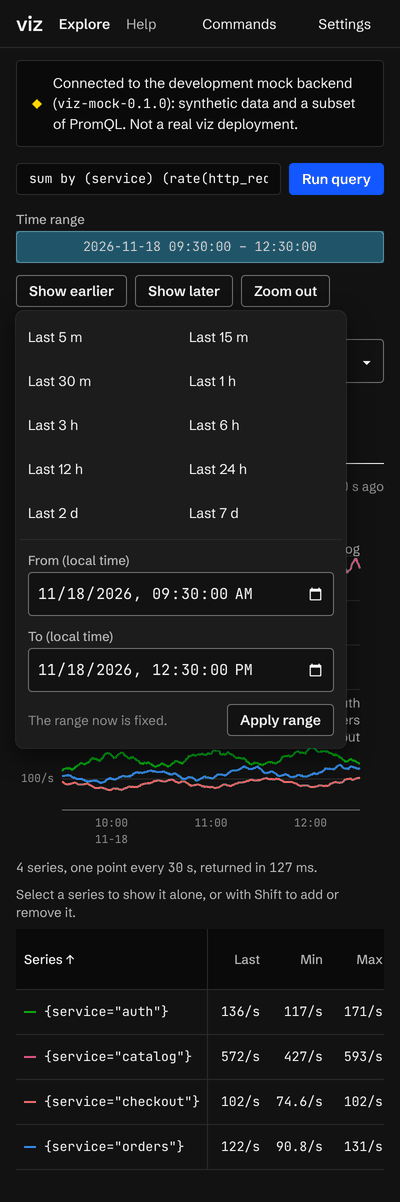 viz Explore Help Commands Settings
Connected to the development mock backend
(viz-mock-0.1.0): synthetic data and a subset
of PromQL. Not a real viz deployment.
sum by (service) (rate(http_rec Run query
Time range
2026-11-18 09:30:00 – 12:30:00
Show earlier Show later Zoom out
Last 5 m Last 15 m
Last 30 m Last 1 h
Last 3 h Last 6 h
Last 12 h Last 24 h
s ago
Last 2 d Last 7 d
og
From (local time)
11/18/2026, 09:30:00 AM
To (local time)
11/18/2026, 12:30:00 PM
uth
ers
The range now is fixed. Apply range
out
100/s
10:00 11:00 12:00
11-18
4 series, one point every 30 s, returned in 127 ms.
Select a series to show it alone, or with Shift to add or
remove it.
Series ↑ Last Min Max
{service="auth"} 136/s 117/s 171/s
{service="catalog"} 572/s 427/s 593/s
{service="checkout"} 102/s 74.6/s 102/s
{service="orders"} 122/s 90.8/s 131/s